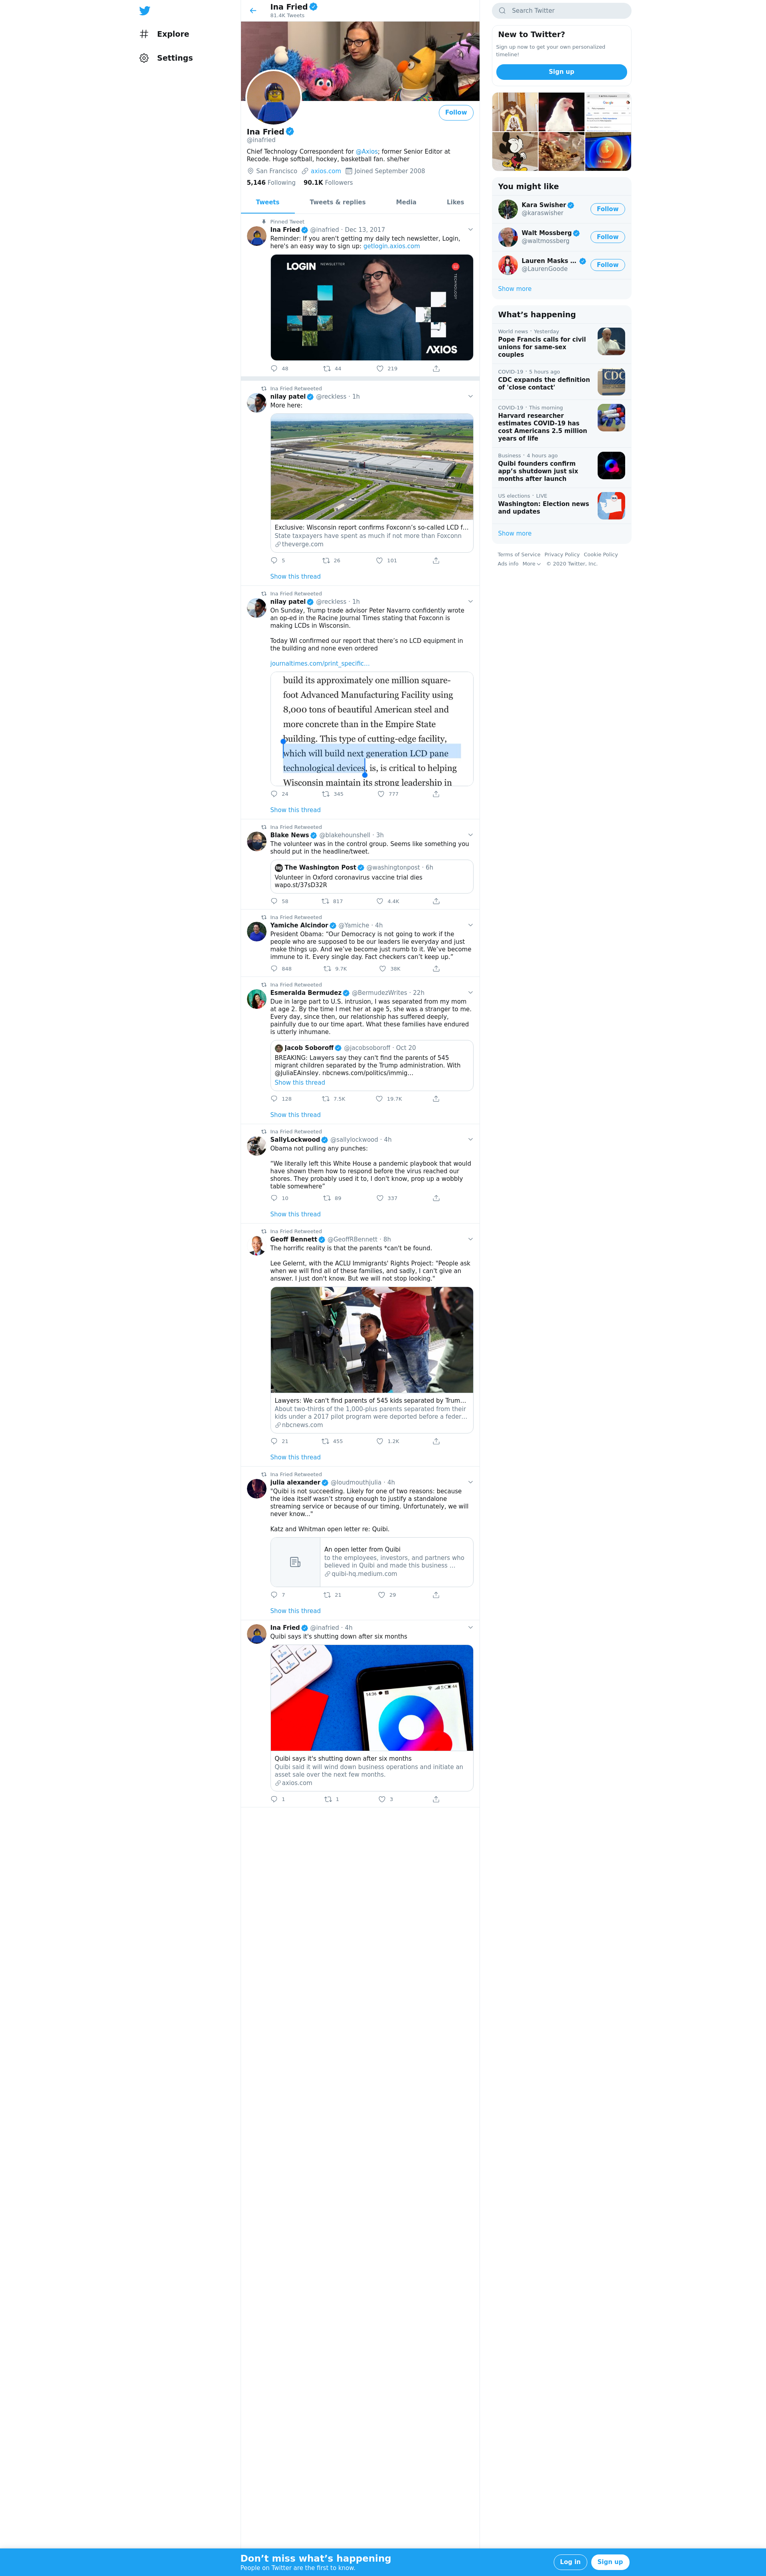 Explore
Settings
Ina Fried
81.4K Tweets
Follow
Ina Fried
@inafried
Chief Technology Correspondent for @Axios; former Senior Editor at
Recode. Huge softball, hockey, basketball fan. she/her
San Francisco axios.com Joined September 2008
5,146 Following 90.1K Followers
Tweets Tweets & replies Media Likes
Pinned Tweet
Ina Fried @inafried · Dec 13, 2017
Reminder: If you aren't getting my daily tech newsletter, Login,
here's an easy way to sign up: getlogin.axios.com
LOGIN NEWSLETTER
TECHNOLOGY
AXIOS
48 44 219
Ina Fried Retweeted
nilay patel @reckless · 1h
More here:
Exclusive: Wisconsin report confirms Foxconn's so-called LCD f...
State taxpayers have spent as much if not more than Foxconn
theverge.com
5 26 101
Show this thread
Ina Fried Retweeted
nilay patel @reckless · 1h
On Sunday, Trump trade advisor Peter Navarro confidently wrote
an op-ed in the Racine Journal Times stating that Foxconn is
making LCDs in Wisconsin.
Today WI confirmed our report that there's no LCD equipment in
the building and none even ordered
journaltimes.com/print_specific...
build its approximately one million square-
foot Advanced Manufacturing Facility using
8,000 tons of beautiful American steel and
more concrete than in the Empire State
building. This type of cutting-edge facility,
which will build next generation LCD pane
technological devices, is, is critical to helping
Wisconsin maintain its strong leadership in
24 345 777
Show this thread
Ina Fried Retweeted
Blake News @blakehounshell · 3h
The volunteer was in the control group. Seems like something you
should put in the headline/tweet.
The Washington Post @washingtonpost · 6h
Volunteer in Oxford coronavirus vaccine trial dies
wapo.st/37sD32R
58 617 4.4K
Ina Fried Retweeted
Yamiche Alcindor @Yamiche · 4h
President Obama: "Our Democracy is not going to work if the
people who are supposed to be our leaders lie everyday and just
make things up. And we've become just numb to it. We've become
immune to it. Every single day. Fact checkers can't keep up."
848 9.7K 38K
Ina Fried Retweeted
Esmeralda Bermudez @BermudezWrites · 22h
Due in large part to U.S. intrusion, I was separated from my mom
at age 2. By the time I met her at age 5, she was a stranger to me.
Every day, since then, our relationship has suffered deeply,
painfully due to our time apart. What these families have endured
is utterly inhumane.
Jacob Soboroff @jacobsoboroff · Oct 20
BREAKING: Lawyers say they can't find the parents of 545
migrant children separated by the Trump administration. With
@JuliaEAinsley. nbcnews.com/politics/immig...
Show this thread
128 7.5K 19.7K
Show this thread
Ina Fried Retweeted
SallyLockwood @sallylockwood · 4h
Obama not pulling any punches:
"We literally left this White House a pandemic playbook that would
have shown them how to respond before the virus reached our
shores. They probably used it to, I don't know, prop up a wobbly
table somewhere"
10 89 337
Show this thread
Ina Fried Retweeted
Geoff Bennett @GeoffRBennett · 8h
The horrific reality is that the parents *can't be found.
Lee Gelernt, with the ACLU Immigrants' Rights Project: "People ask
when we will find all of these families, and sadly, I can't give an
answer. I just don't know. But we will not stop looking."
Lawyers: We can't find parents of 545 kids separated by Trum...
About two-thirds of the 1,000-plus parents separated from their
kids under a 2017 pilot program were deported before a feder...
nbcnews.com
21 655 1.2K
Show this thread
Ina Fried Retweeted
julia alexander @loudmouthjulia · 4h
"Quibi is not succeeding. Likely for one of two reasons: because
the idea itself wasn't strong enough to justify a standalone
streaming service or because of our timing. Unfortunately, we will
never know..."
Katz and Whitman open letter re: Quibi.
An open letter from Quibi
to the employees, investors, and partners who
believed in Quibi and made this business ...
quibi-hq.medium.com
7 21 29
Show this thread
Ina Fried @inafried · 4h
Quibi says it's shutting down after six months
Quibi says it's shutting down after six months
Quibi said it will wind down business operations and initiate an
asset sale over the next few months.
axios.com
1 1 3
Search Twitter
New to Twitter?
Sign up now to get your own personalized
timeline!
Sign up
You might like
Kara Swisher
@karaswisher
Follow
Walt Mossberg
@waltmossberg
Follow
Lauren Masks ...
@LaurenGoode
Follow
Show more
What's happening
World news · Yesterday
Pope Francis calls for civil
unions for same-sex
couples
COVID-19 · 5 hours ago
CDC expands the definition
of 'close contact'
CDC
COVID-19 · This morning
Harvard researcher
estimates COVID-19 has
cost Americans 2.5 million
years of life
Business · 4 hours ago
Quibi founders confirm
app's shutdown just six
months after launch
US elections · LIVE
Washington: Election news
and updates
Show more
Terms of Service Privacy Policy Cookie Policy
Ads info More © 2020 Twitter, Inc.
Don't miss what's happening
People on Twitter are the first to know.
Log in
Sign up